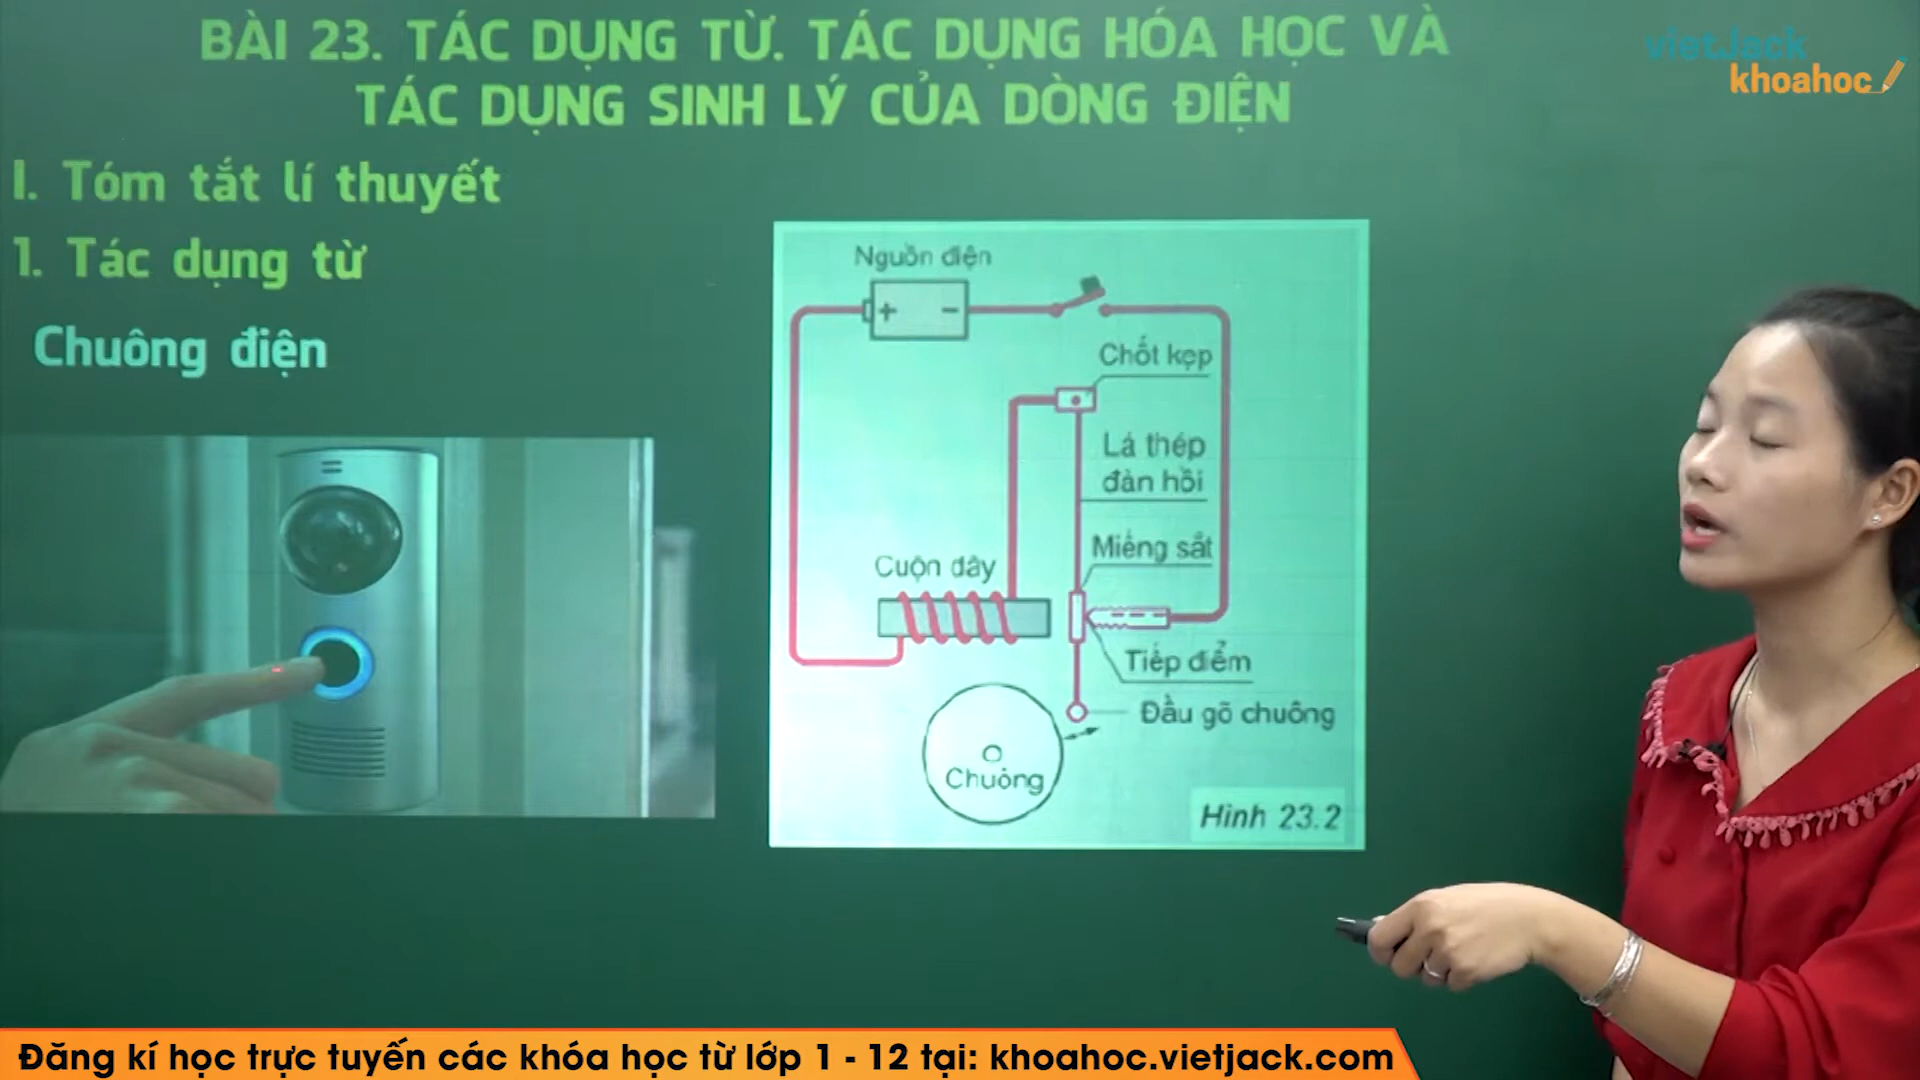 BÀI 23. TÁC DỤNG TỪ. TÁC DỤNG HÓA HỌC VÀ
TÁC DỤNG SINH LÝ CỦA DÒNG ĐIỆN
vietJack
khoahoc
I. Tóm tắt lí thuyết
1. Tác dụng từ
Chuông điện
Nguồn điện
+ −
Chốt kẹp
Lá thép
đàn hồi
Miếng sắt
Cuộn dây
Tiếp điểm
Đầu gõ chuông
Chuông
Hình 23.2
Đăng kí học trực tuyến các khóa học từ lớp 1 - 12 tại: khoahoc.vietjack.com